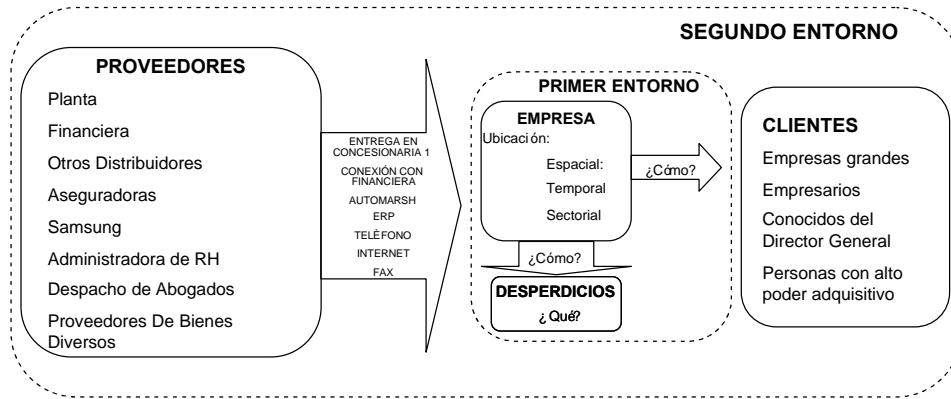 SEGUNDO ENTORNO
PROVEEDORES
Planta
Financiera
Otros Distribuidores
Aseguradoras
Samsung
Administradora de RH
Despacho de Abogados
Proveedores De Bienes
Diversos
ENTREGA EN
CONCESIONARIA 1
CONEXIÓN CON
FINANCIERA
AUTOMARSH
ERP
TELÈFONO
INTERNET
FAX
PRIMER ENTORNO
EMPRESA
Ubicación:
Espacial:
Temporal
Sectorial
¿Cómo?
DESPERDICIOS
¿Qué?
¿Cómo?
CLIENTES
Empresas grandes
Empresarios
Conocidos del
Director General
Personas con alto
poder adquisitivo